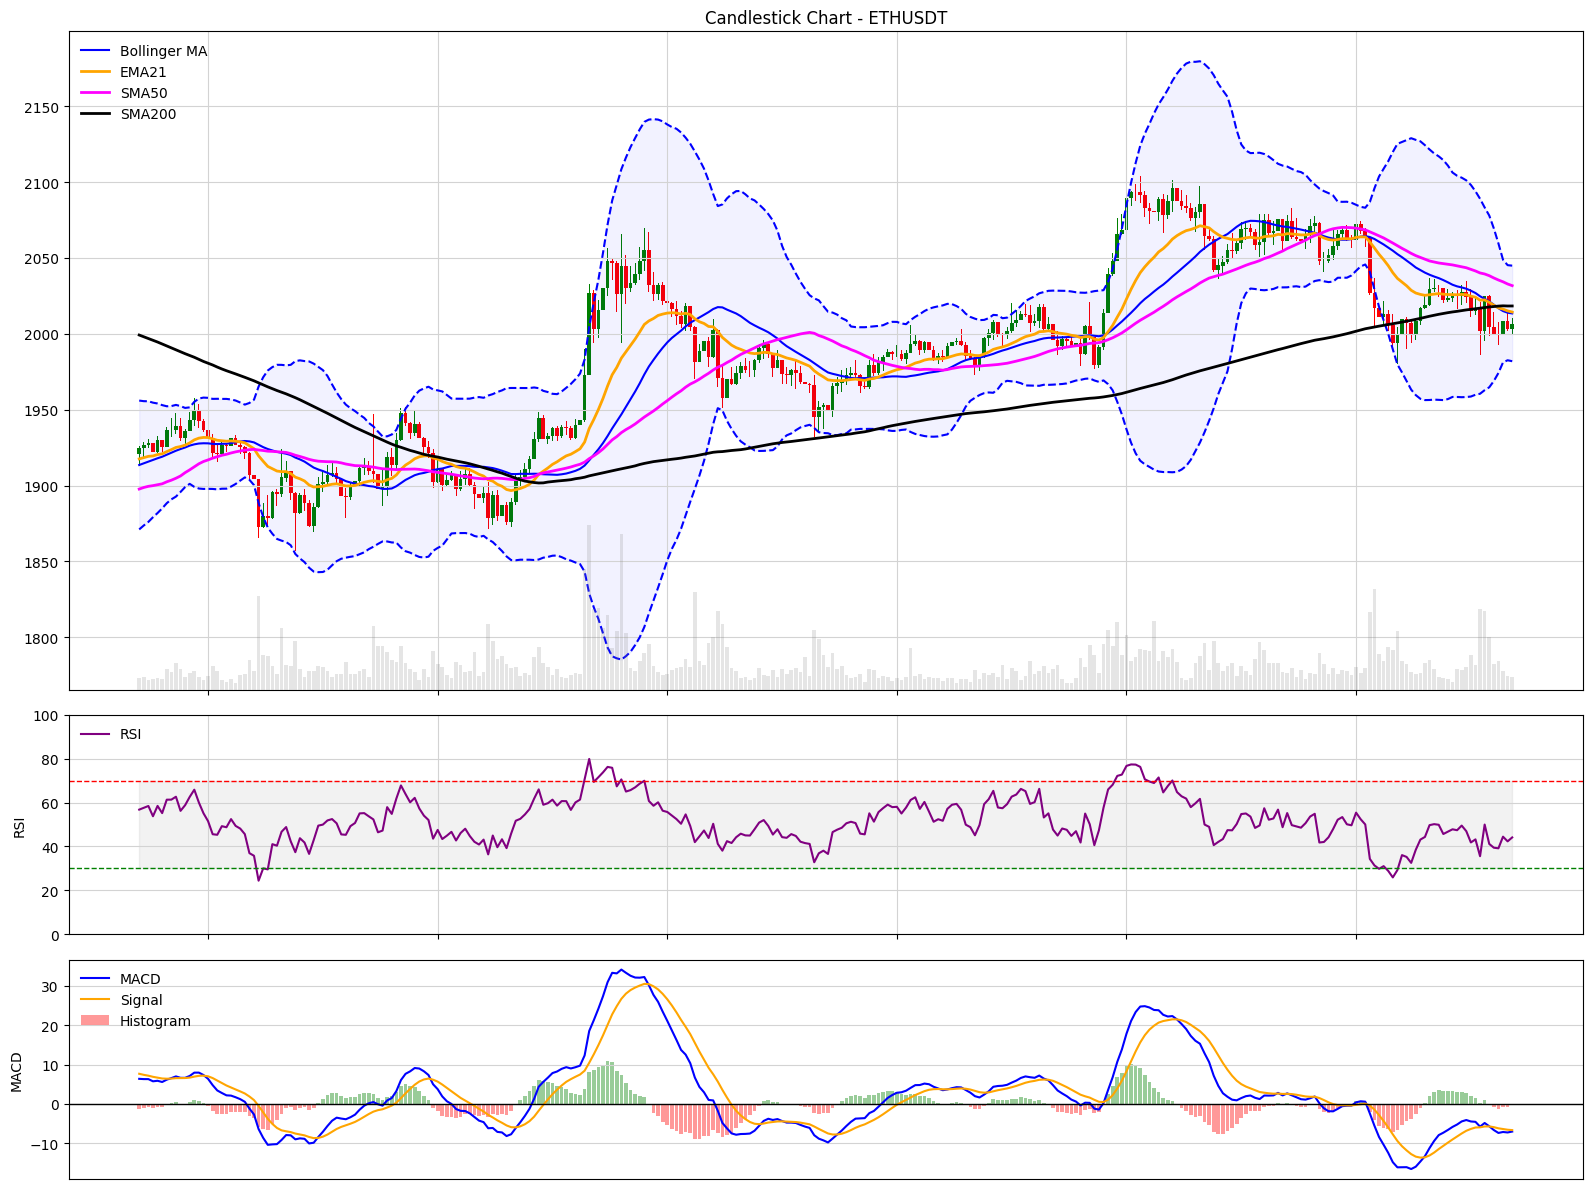 Candlestick Chart - ETHUSDT
Bollinger MA
EMA21
SMA50
SMA200
2150
2100
2050
2000
1950
1900
1850
1800
RSI
100
80
60
40
20
0
RSI
MACD
Signal
Histogram
30
20
10
0
−10
MACD